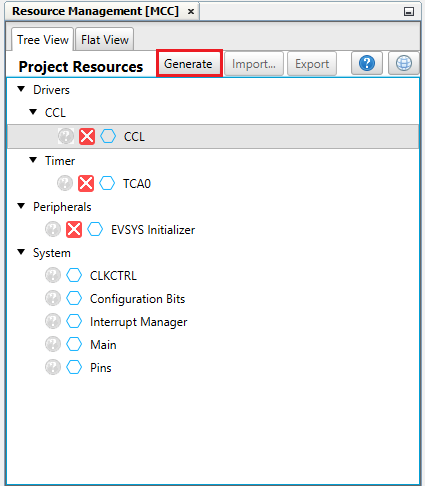 Resource Management [MCC] ×
Tree View Flat View
Project Resources Generate Import... Export ?
Drivers
CCL
? CCL
Timer
? TCA0
Peripherals
? EVSYS Initializer
System
? CLKCTRL
? Configuration Bits
? Interrupt Manager
? Main
? Pins